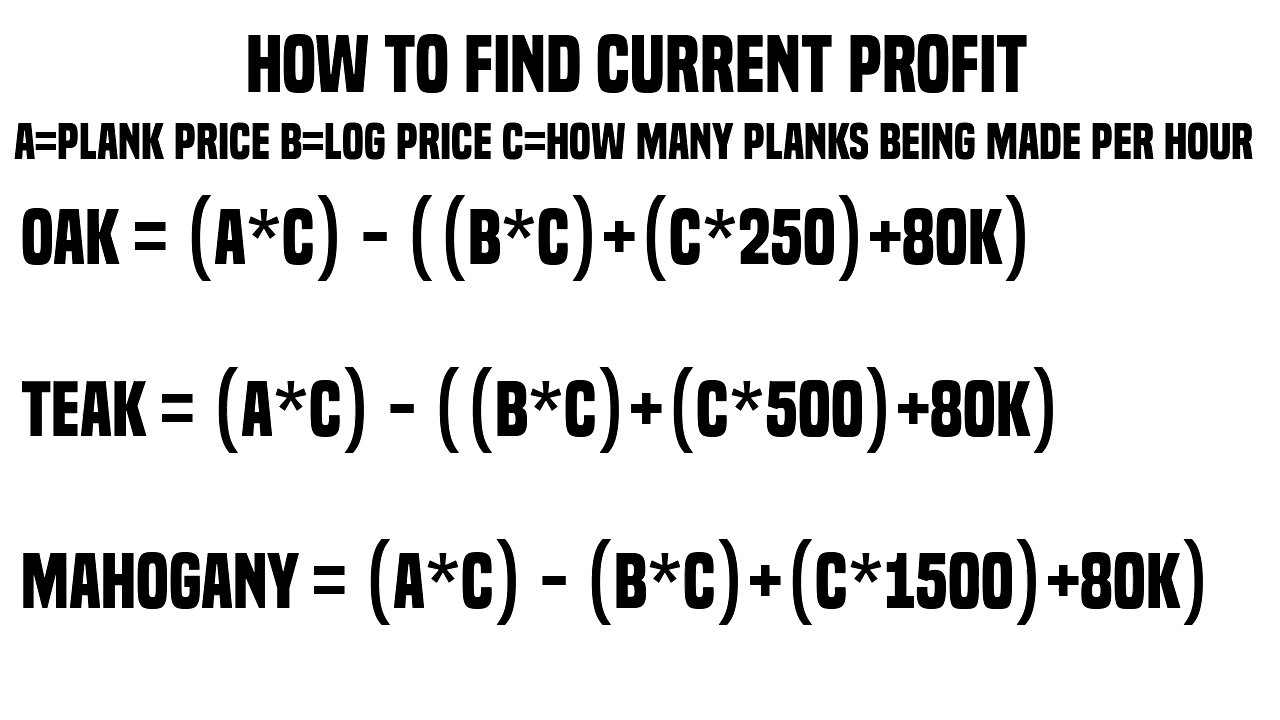 HOW TO FIND CURRENT PROFIT
A=PLANK PRICE B=LOG PRICE C=HOW MANY PLANKS BEING MADE PER HOUR
OAK = (A*C) - ((B*C)+(C*250)+80K)
TEAK = (A*C) - ((B*C)+(C*500)+80K)
MAHOGANY = (A*C) - (B*C)+(C*1500)+80K)